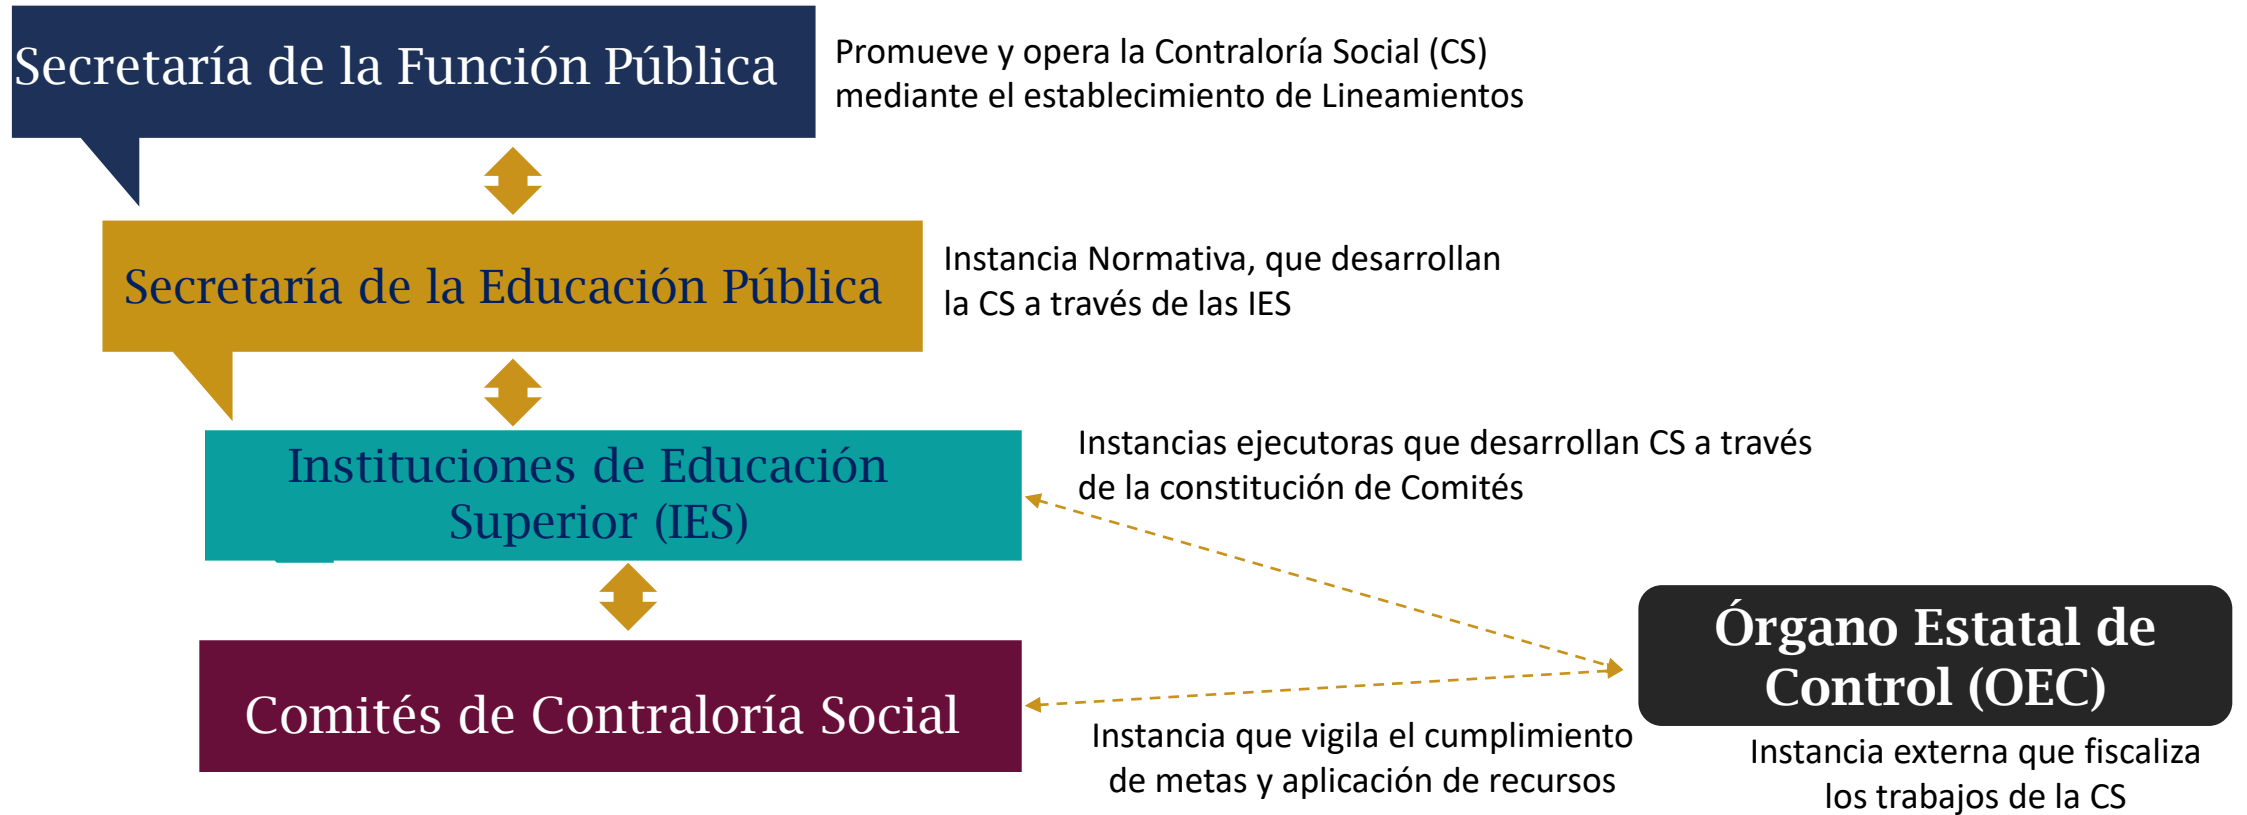 Secretaría de la Función Pública
Promueve y opera la Contraloría Social (CS)
mediante el establecimiento de Lineamientos
Secretaría de la Educación Pública
Instancia Normativa, que desarrollan
la CS a través de las IES
Instituciones de Educación
Superior (IES)
Instancias ejecutoras que desarrollan CS a través
de la constitución de Comités
Comités de Contraloría Social
Instancia que vigila el cumplimiento
de metas y aplicación de recursos
Órgano Estatal de
Control (OEC)
Instancia externa que fiscaliza
los trabajos de la CS